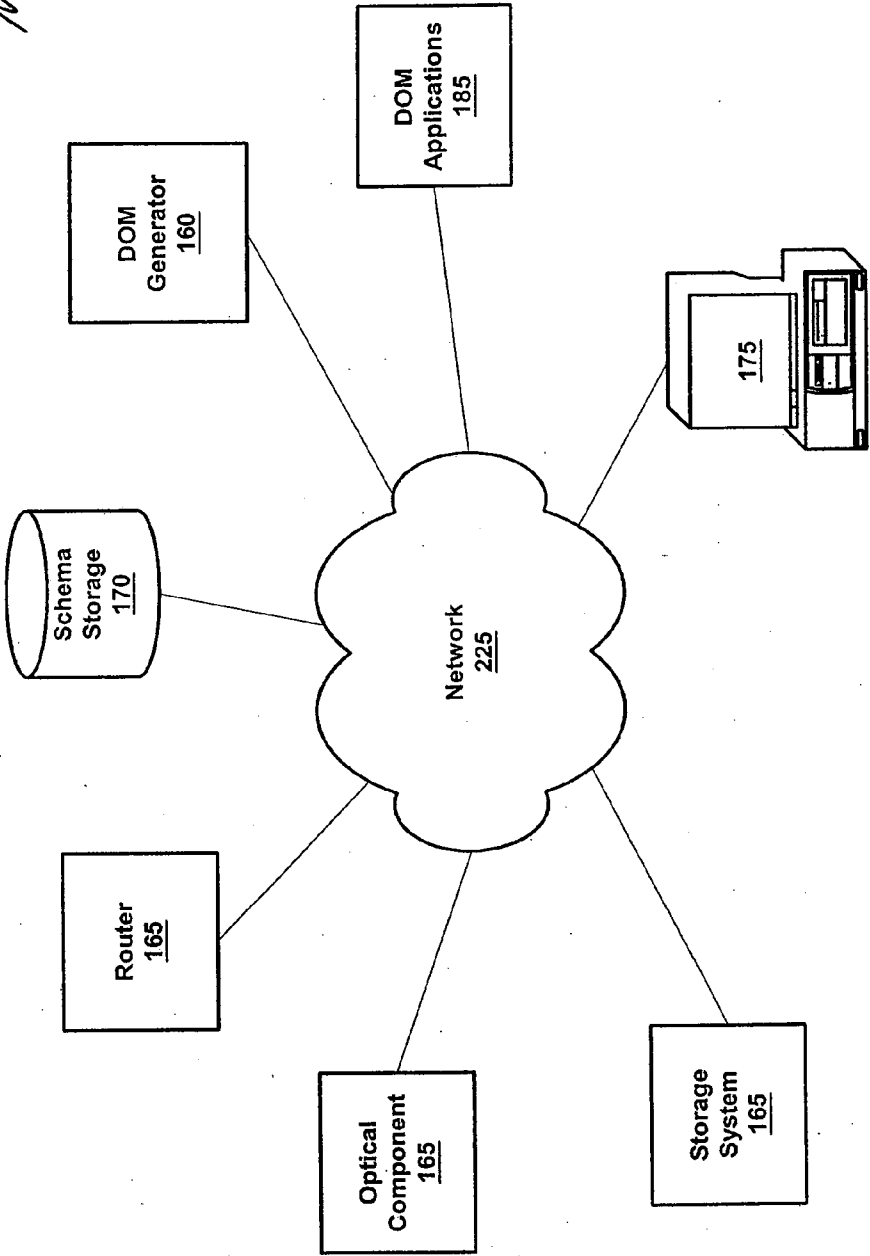 Router
165
Schema
Storage
170
DOM
Generator
160
Optical
Component
165
Network
225
DOM
Applications
185
Storage
System
165
175